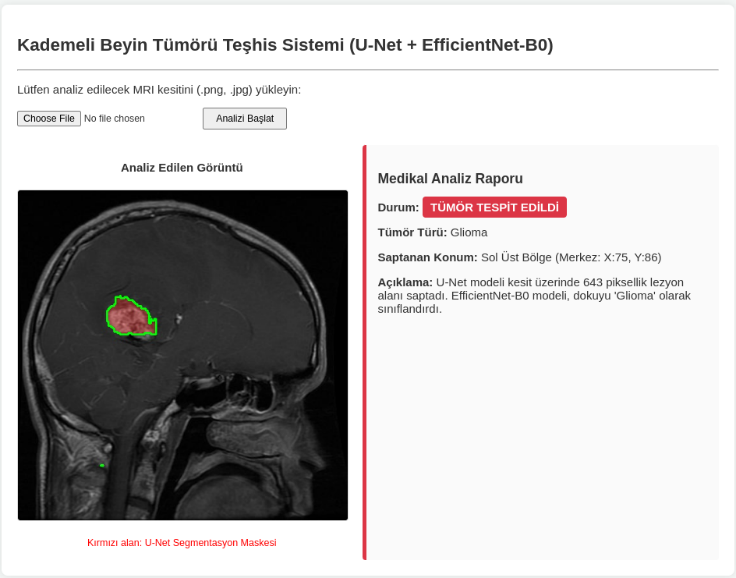 Kademeli Beyin Tümörü Teşhis Sistemi (U-Net + EfficientNet-B0)
Lütfen analiz edilecek MRI kesitini (.png, .jpg) yükleyin:
Choose File No file chosen Analizi Başlat
Analiz Edilen Görüntü
Kırmızı alan: U-Net Segmentasyon Maskesi
Medikal Analiz Raporu
Durum: TÜMÖR TESPİT EDİLDİ
Tümör Türü: Glioma
Saptanan Konum: Sol Üst Bölge (Merkez: X:75, Y:86)
Açıklama: U-Net modeli kesit üzerinde 643 piksellik lezyon
alanı saptadı. EfficientNet-B0 modeli, dokuyu 'Glioma' olarak
sınıflandırdı.